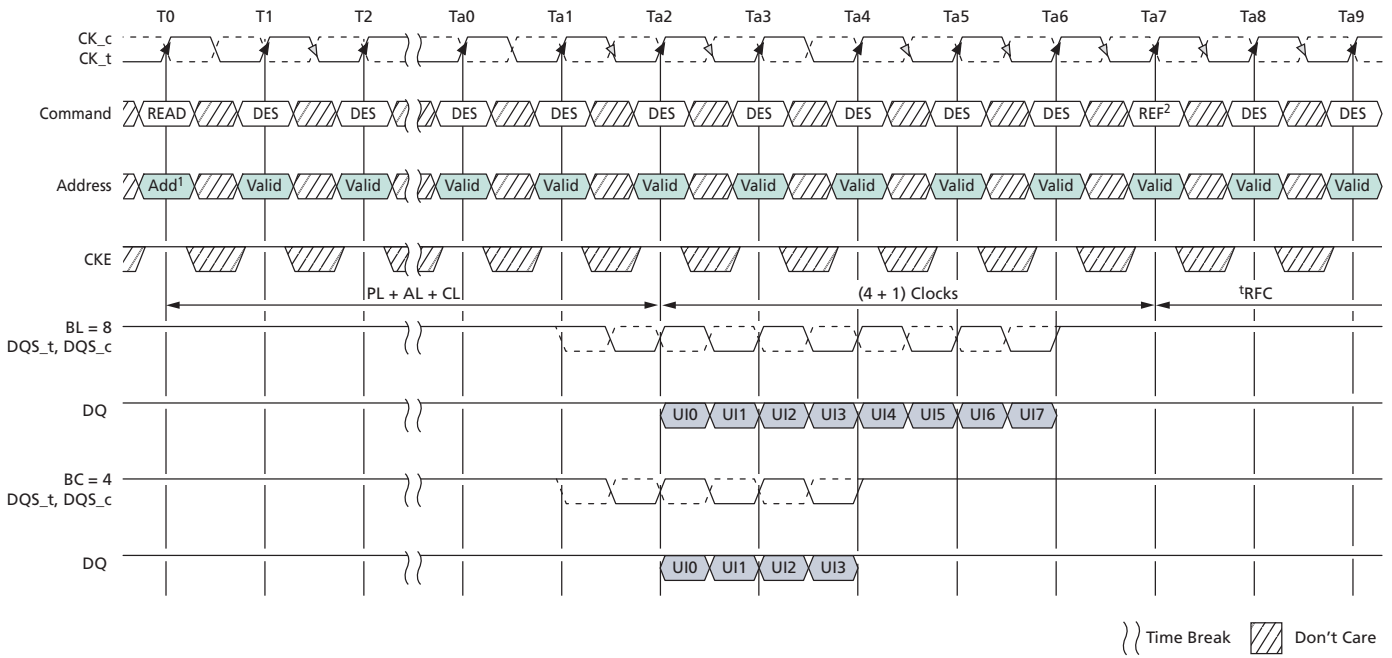 T0 T1 T2 Ta0 Ta1 Ta2 Ta3 Ta4 Ta5 Ta6 Ta7 Ta8 Ta9
CK_c
CK_t
Command READ DES DES DES DES DES DES DES DES DES REF² DES DES
Address Add¹ Valid Valid Valid Valid Valid Valid Valid Valid Valid Valid Valid Valid
CKE
PL + AL + CL (4 + 1) Clocks ᵗRFC
BL = 8
DQS_t, DQS_c
DQ UI0 UI1 UI2 UI3 UI4 UI5 UI6 UI7
BC = 4
DQS_t, DQS_c
DQ UI0 UI1 UI2 UI3
Time Break Don't Care